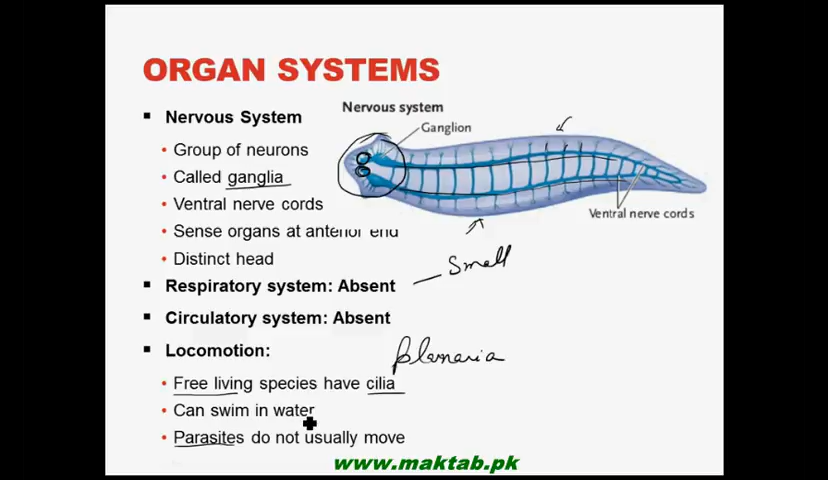 ORGAN SYSTEMS
Nervous System
Nervous system
Ganglion
Group of neurons
Called ganglia
Ventral nerve cords
Ventral nerve cords
Sense organs at anterior end
Distinct head
Small
Respiratory system: Absent
Circulatory system: Absent
Locomotion:
planaria
Free living species have cilia
Can swim in water
Parasites do not usually move
www.maktab.pk